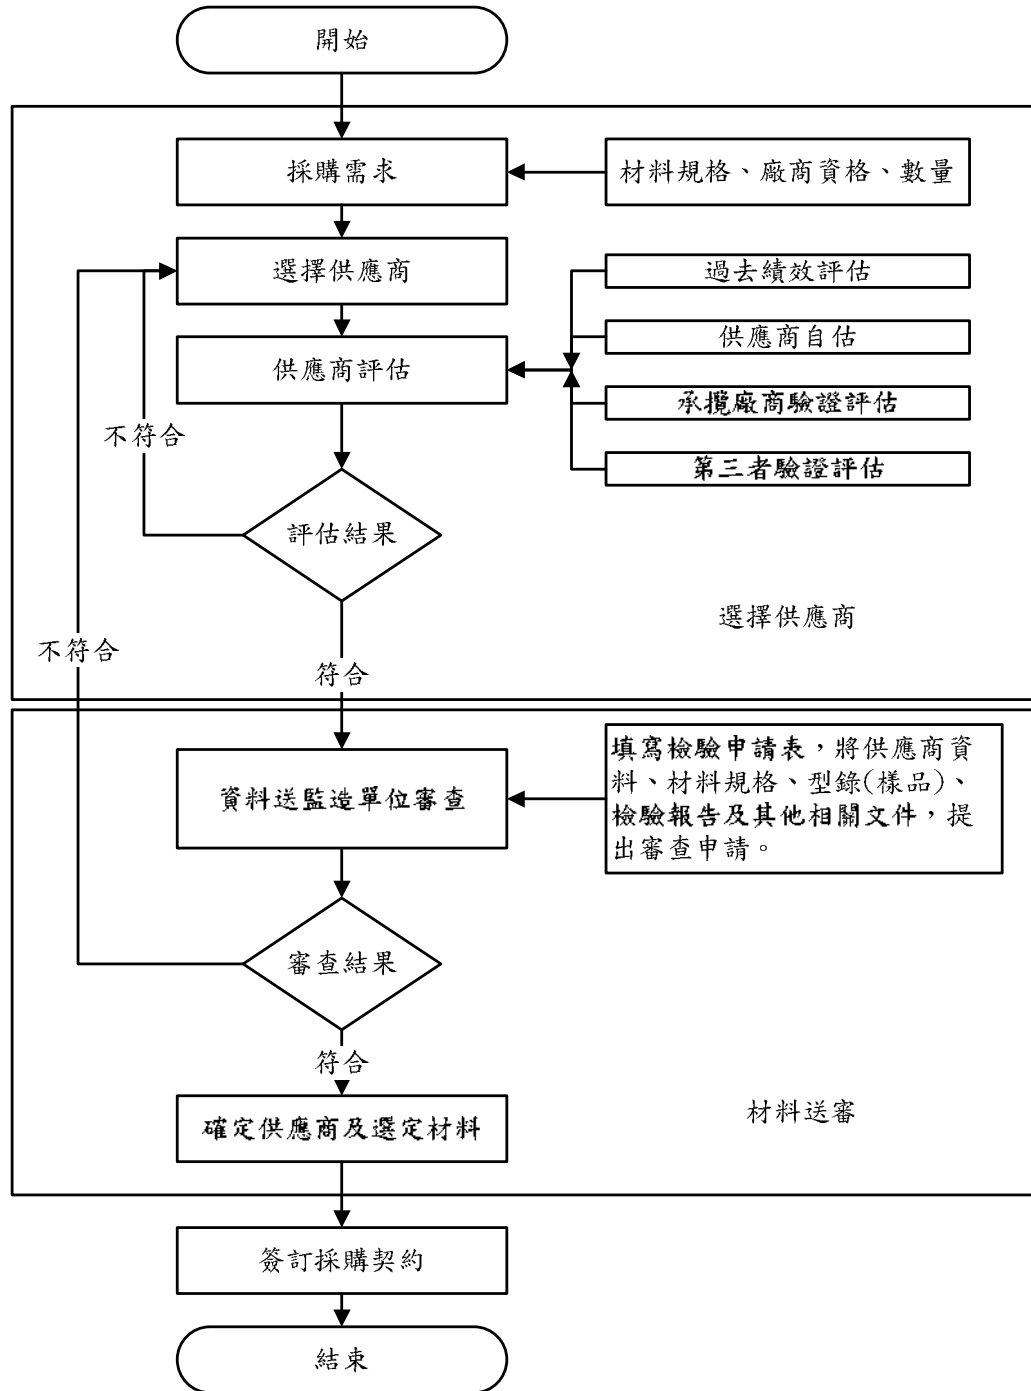 開始
採購需求
材料規格、廠商資格、數量
選擇供應商
過去績效評估
供應商自估
供應商評估
承攬廠商驗證評估
不符合
第三者驗證評估
評估結果
選擇供應商
不符合
符合
填寫檢驗申請表，將供應商資
料、材料規格、型錄(樣品)、
檢驗報告及其他相關文件，提
出審查申請。
資料送監造單位審查
審查結果
符合
確定供應商及選定材料
材料送審
簽訂採購契約
結束